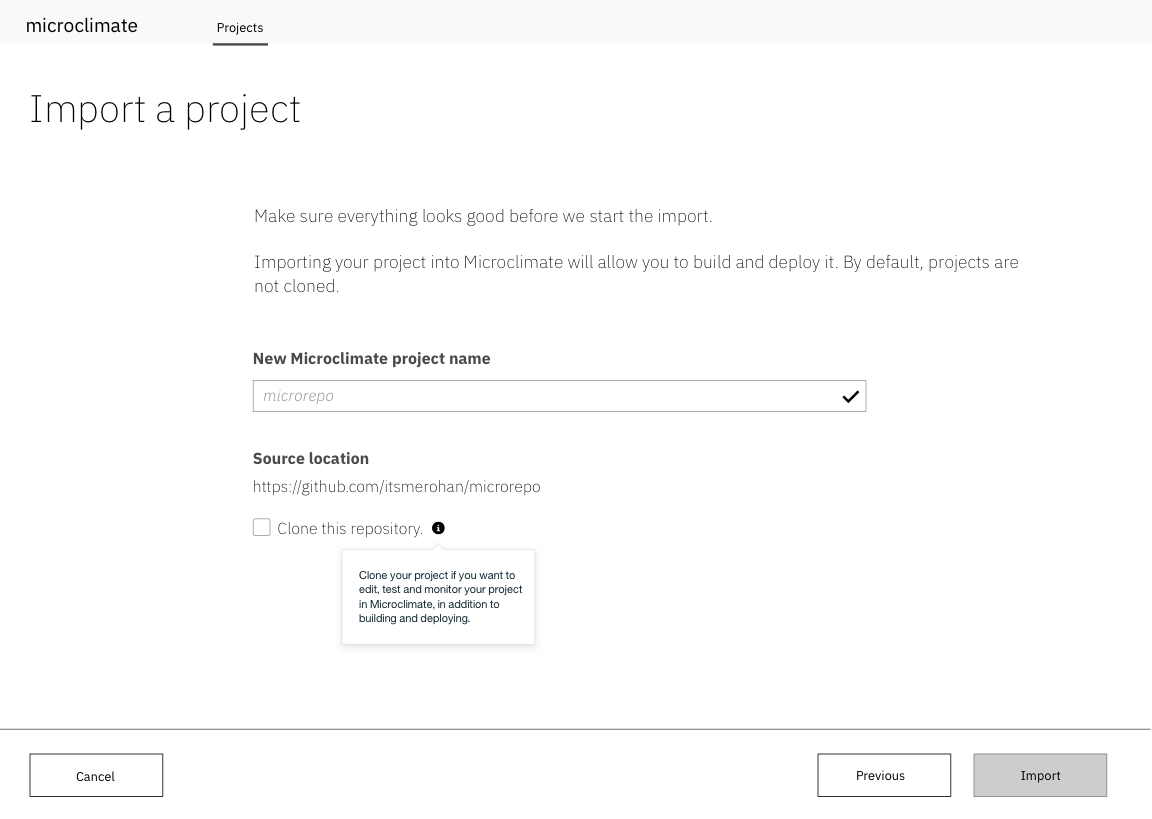 microclimate
Projects
Import a project
Make sure everything looks good before we start the import.
Importing your project into Microclimate will allow you to build and deploy it. By default, projects are
not cloned.
New Microclimate project name
microrepo
Source location
https://github.com/itsmerohan/microrepo
Clone this repository.
Clone your project if you want to
edit, test and monitor your project
in Microclimate, in addition to
building and deploying.
Cancel
Previous
Import